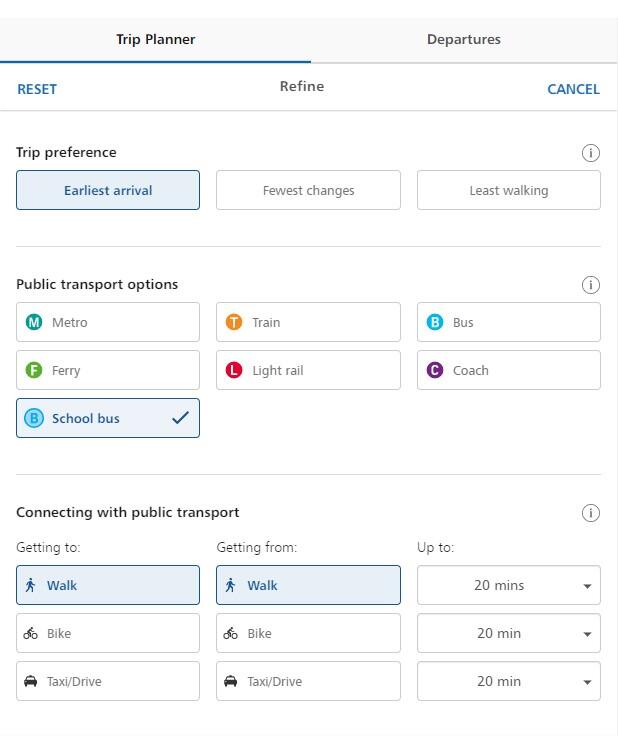 Trip Planner Departures
RESET Refine CANCEL
Trip preference i
Earliest arrival Fewest changes Least walking
Public transport options i
M Metro T Train B Bus
F Ferry L Light rail C Coach
B School bus
Connecting with public transport i
Getting to: Getting from: Up to:
Walk Walk 20 mins
Bike Bike 20 min
Taxi/Drive Taxi/Drive 20 min